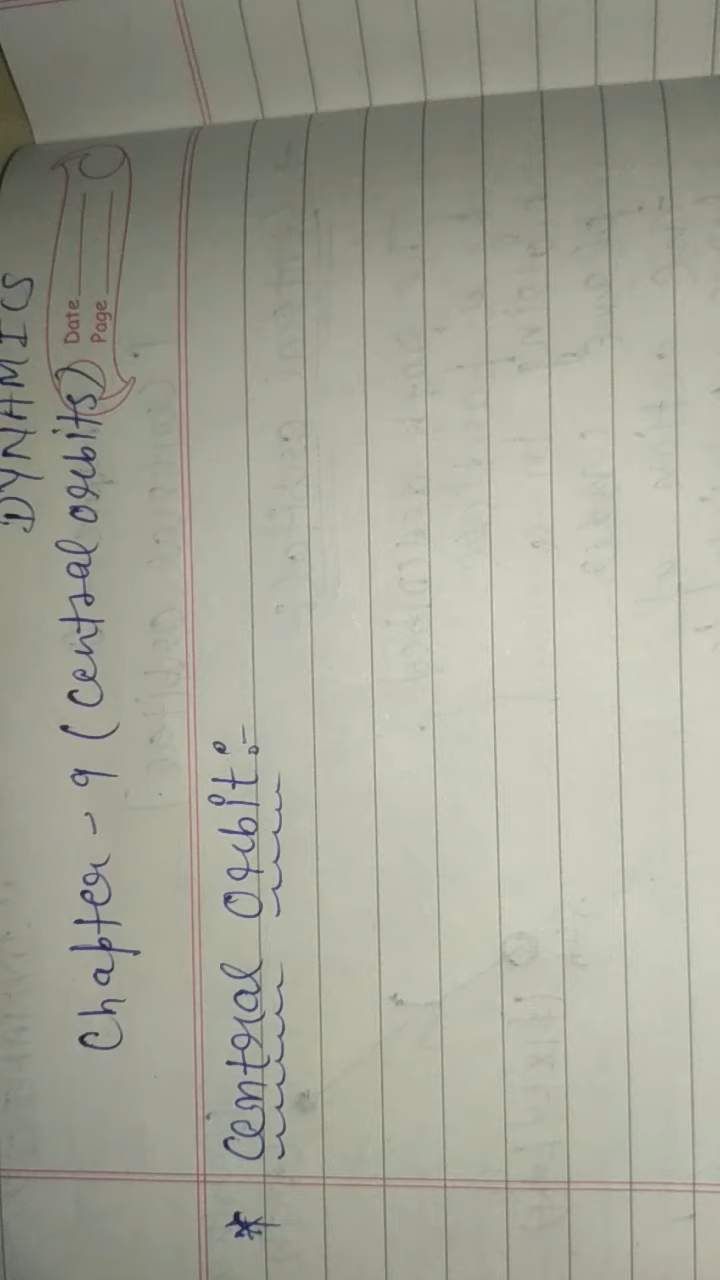 DYNAMICS
Chapter - 9 (central orbits)
Date
Page
* Central Orbit :-